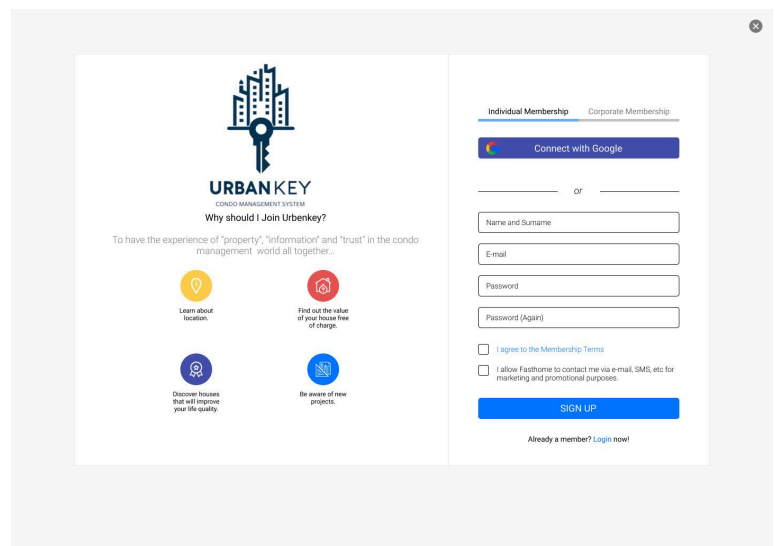 URBANKEY
CONDO MANAGEMENT SYSTEM
Why should I Join Urbenkey?
To have the experience of "property", "information" and "trust" in the condo
management world all together...
Learn about
location.
Find out the value
of your house free
of charge.
Discover houses
that will improve
your life quality.
Be aware of new
projects.
Individual Membership
Corporate Membership
Connect with Google
or
Name and Surname
E-mail
Password
Password (Again)
I agree to the Membership Terms
I allow Fasthome to contact me via e-mail, SMS, etc for
marketing and promotional purposes.
SIGN UP
Already a member? Login now!